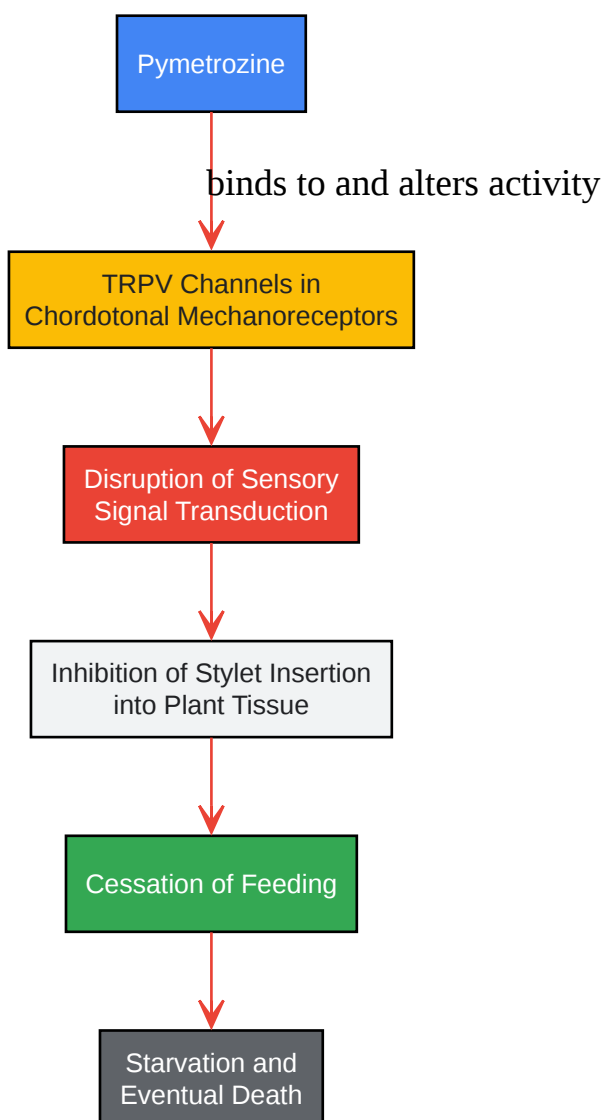 Pymetrozine
binds to and alters activity
TRPV Channels in
Chordotonal Mechanoreceptors
Disruption of Sensory
Signal Transduction
Inhibition of Stylet Insertion
into Plant Tissue
Cessation of Feeding
Starvation and
Eventual Death